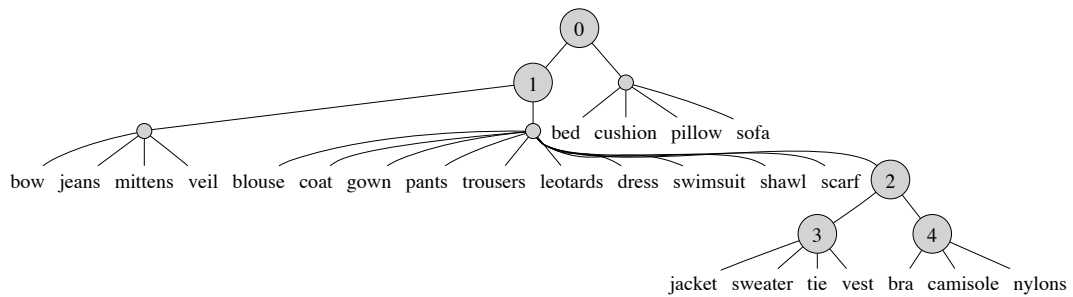 0
1
bed cushion pillow sofa
bow jeans mittens veil blouse coat gown pants trousers leotards dress swimsuit shawl scarf 2
3 4
jacket sweater tie vest bra camisole nylons